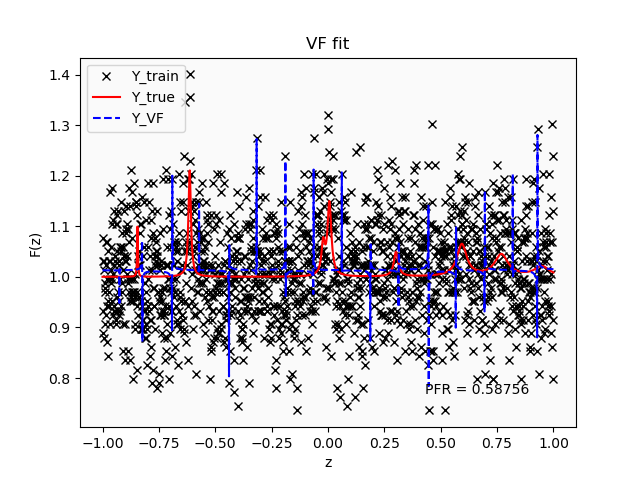 VF fit
Y_train
Y_true
Y_VF
F(z)
1.4
1.3
1.2
1.1
1.0
0.9
0.8
PFR = 0.58756
−1.00 −0.75 −0.50 −0.25 0.00 0.25 0.50 0.75 1.00
z